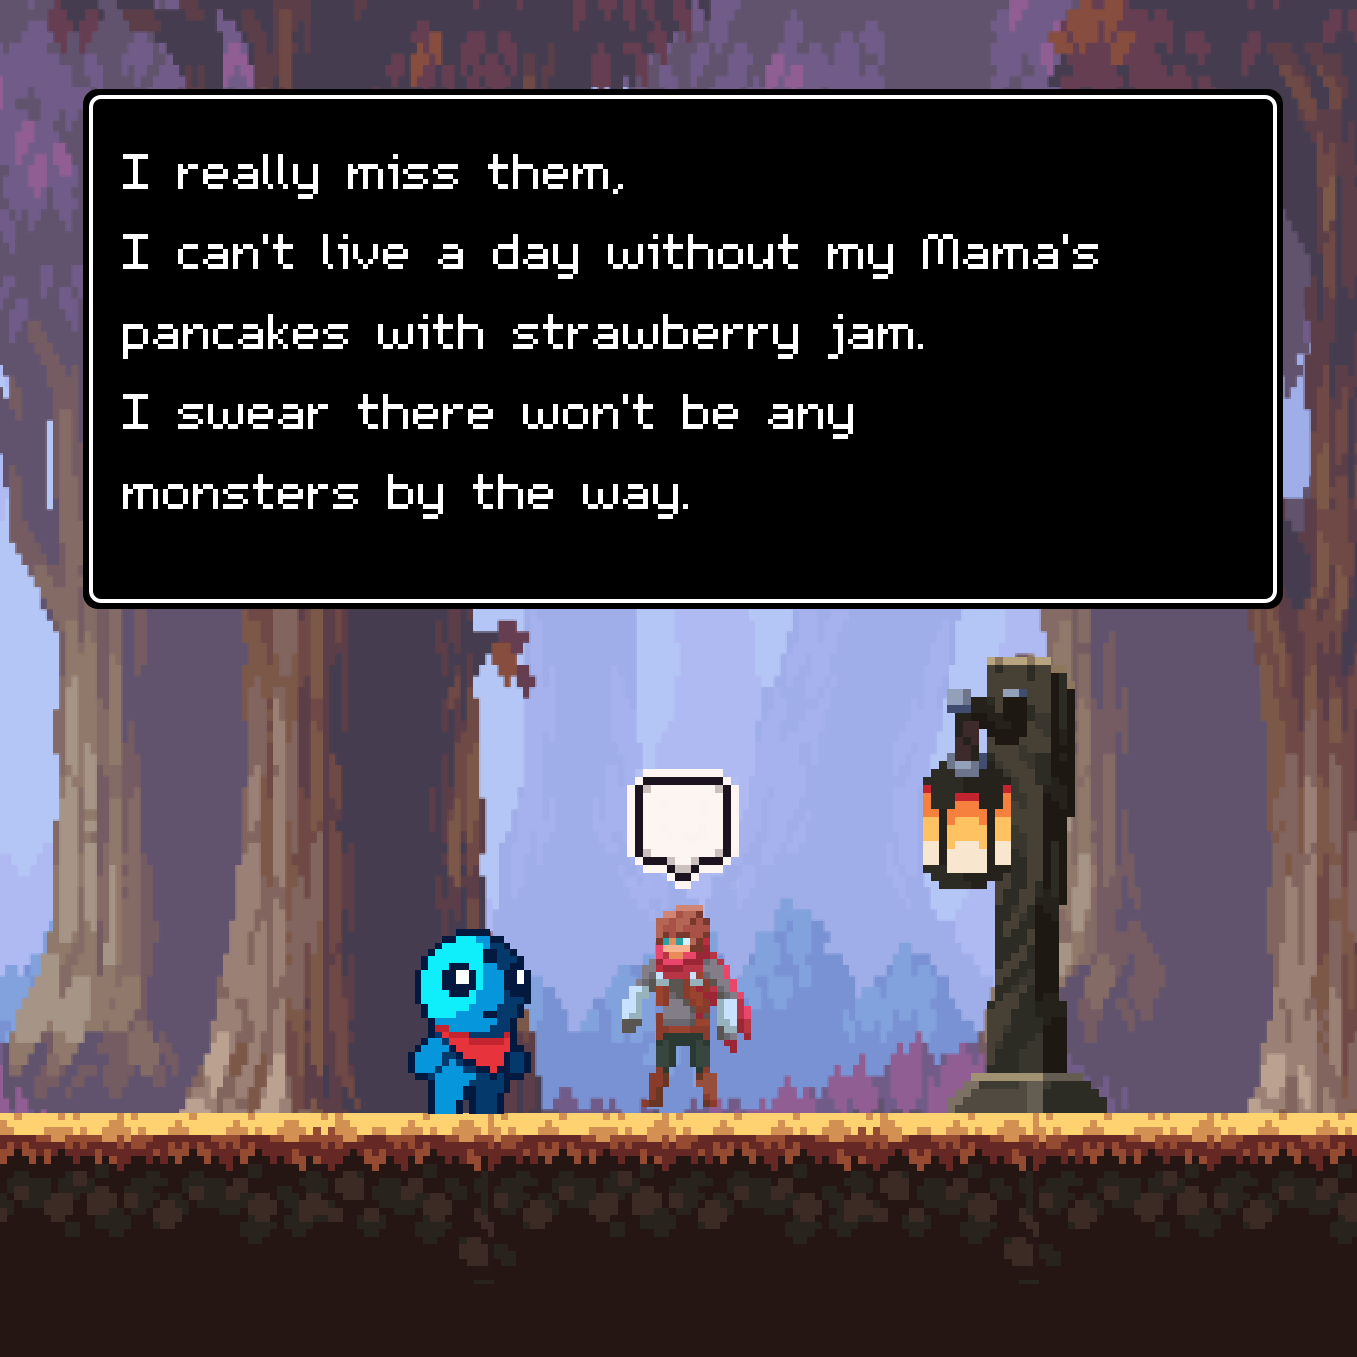 I really miss them,
I can't live a day without my Mama's
pancakes with strawberry jam.
I swear there won't be any
monsters by the way.